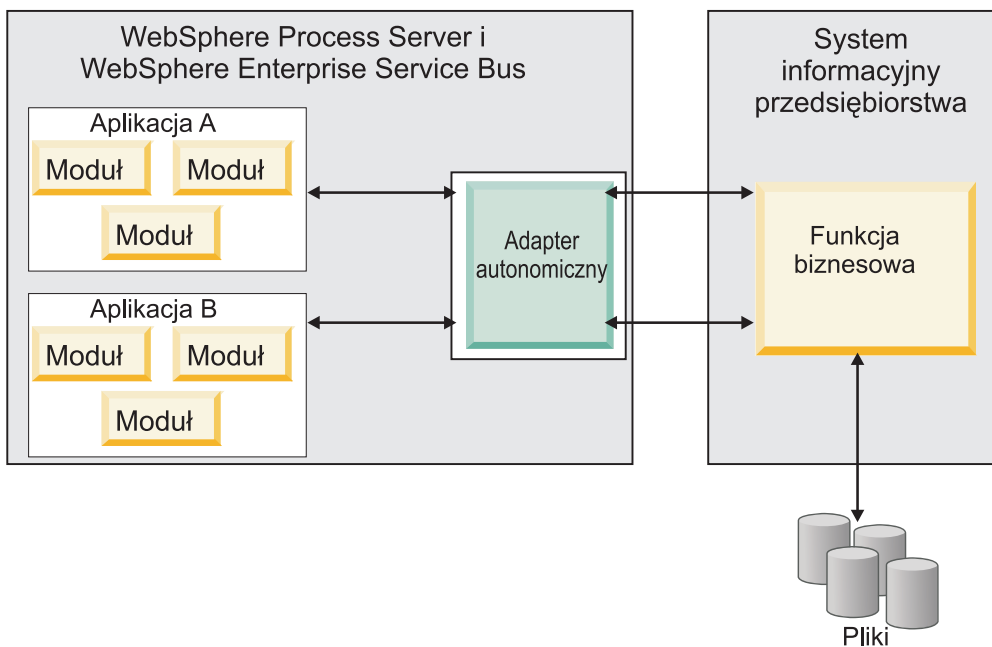 WebSphere Process Server i
WebSphere Enterprise Service Bus
Aplikacja A
Moduł
Moduł
Moduł
Aplikacja B
Moduł
Moduł
Moduł
Adapter
autonomiczny
System
informacyjny
przedsiębiorstwa
Funkcja
biznesowa
Pliki